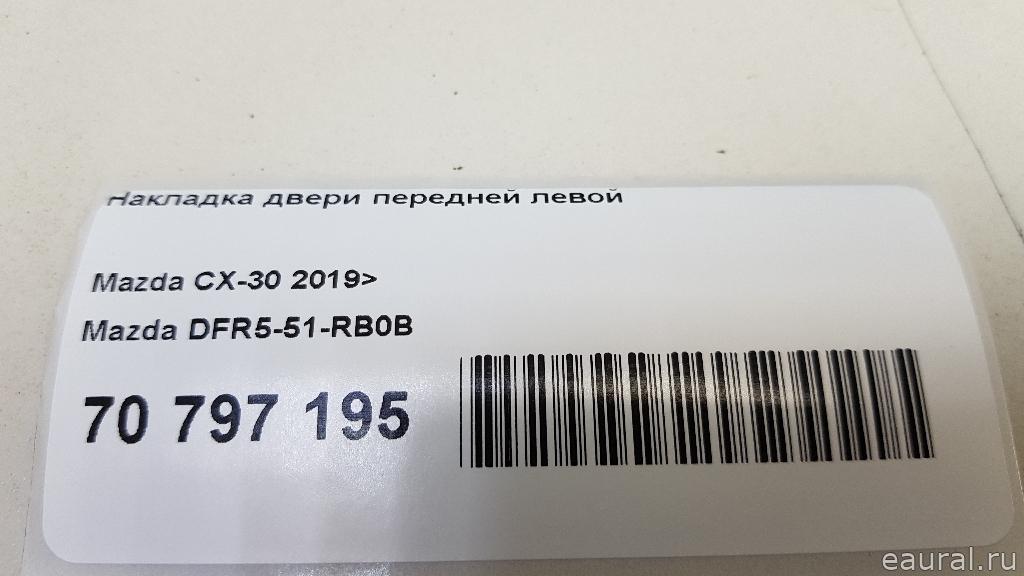 Накладка двери передней левой
Mazda CX-30 2019>
Mazda DFR5-51-RB0B
70 797 195
eaural.ru